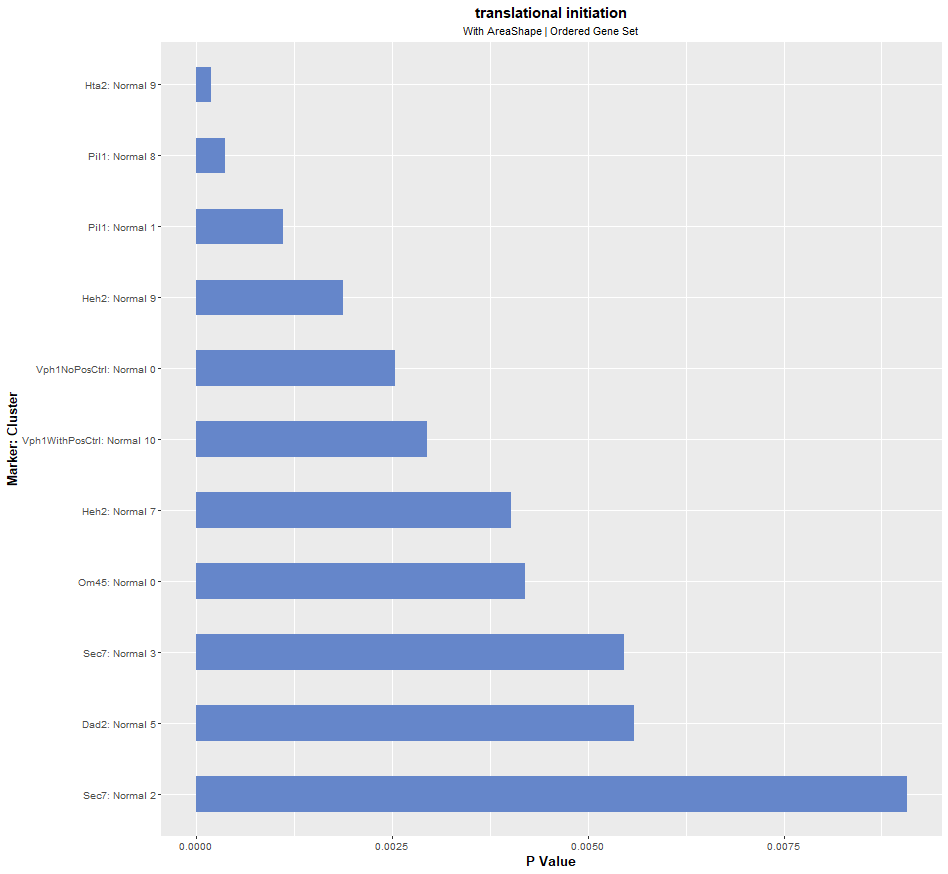 translational initiation
With AreaShape | Ordered Gene Set
Marker: Cluster
Hta2: Normal 9
Pil1: Normal 8
Pil1: Normal 1
Heh2: Normal 9
Vph1NoPosCtrl: Normal 0
Vph1WithPosCtrl: Normal 10
Heh2: Normal 7
Om45: Normal 0
Sec7: Normal 3
Dad2: Normal 5
Sec7: Normal 2
0.0000 0.0025 0.0050 0.0075
P Value